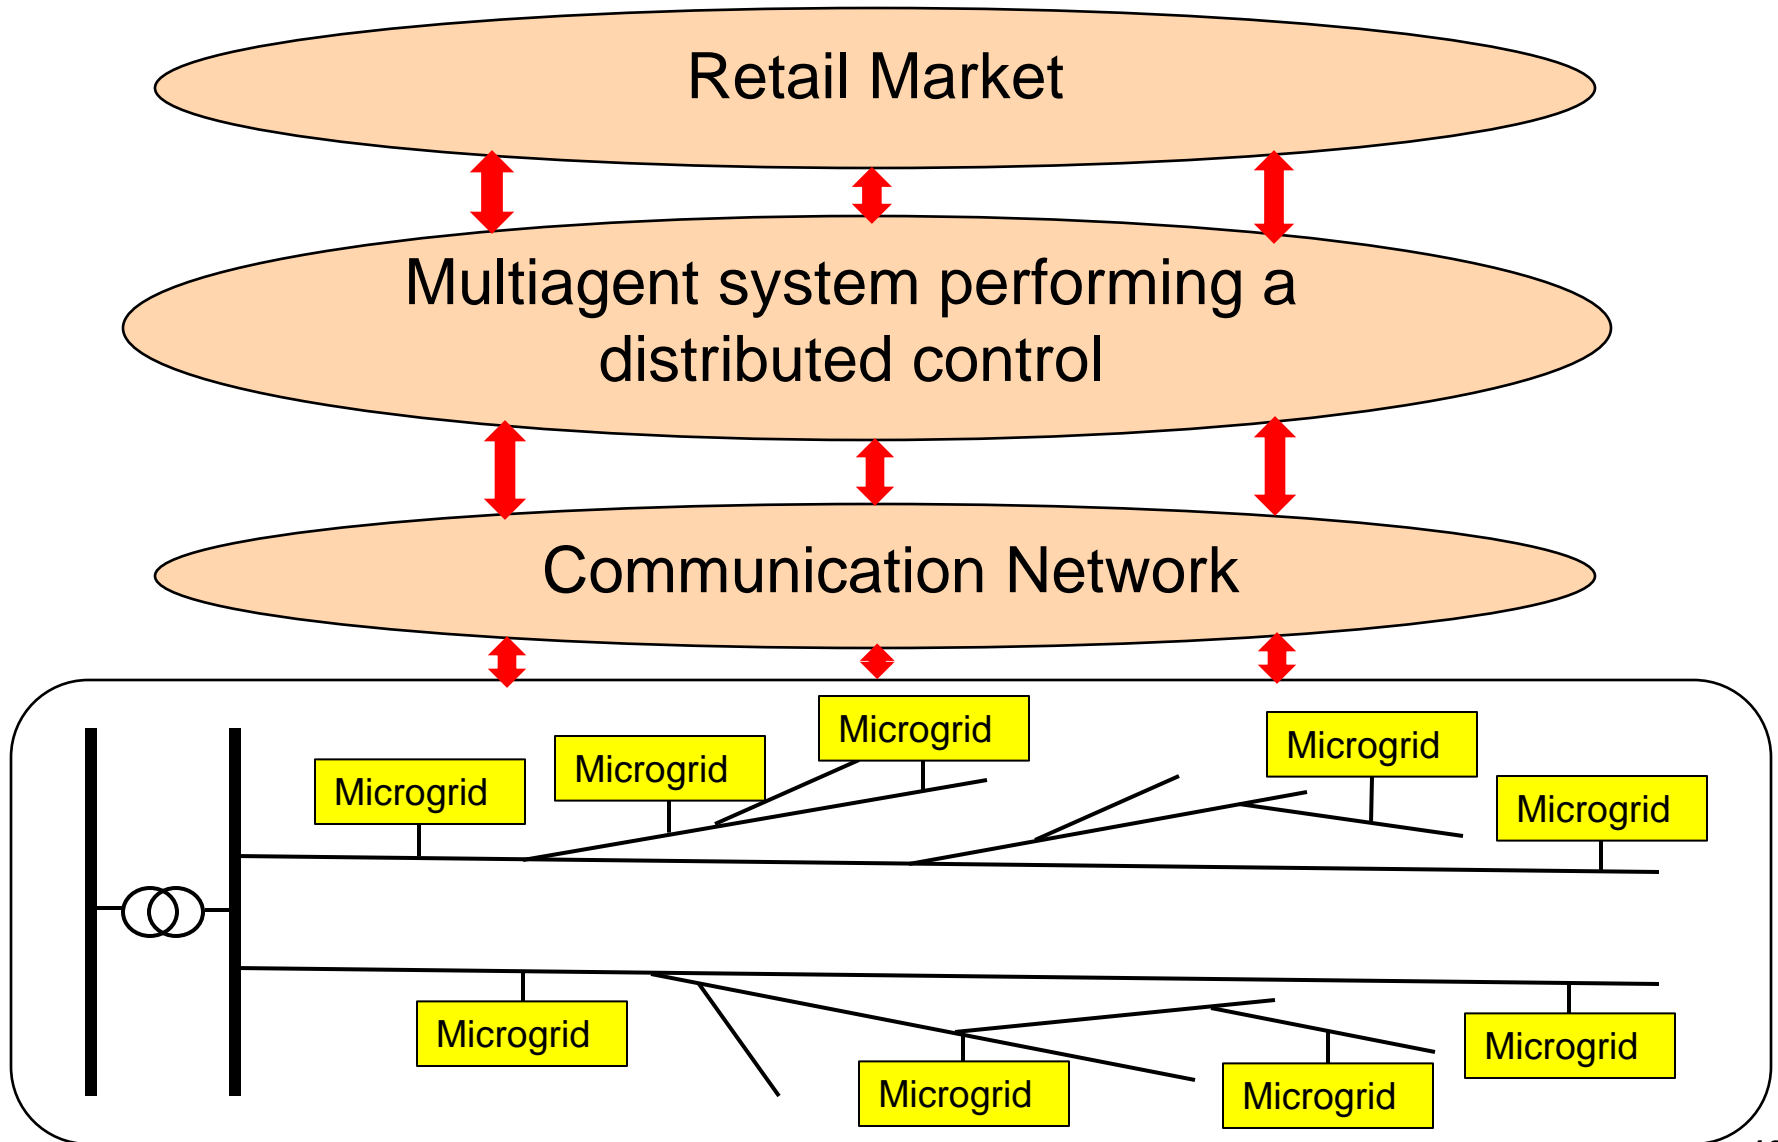 Retail Market
Multiagent system performing a
distributed control
Communication Network
Microgrid
Microgrid
Microgrid
Microgrid
Microgrid
Microgrid
Microgrid
Microgrid
Microgrid